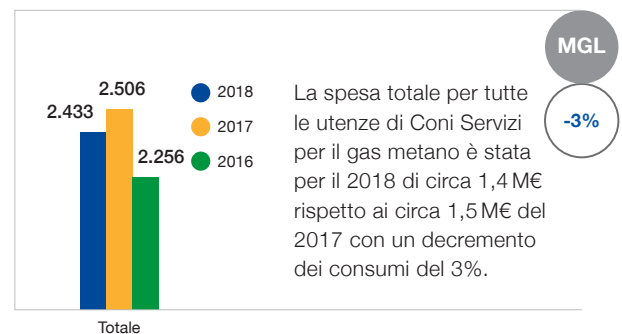 MGL
-3%
2.506
2.433
2.256
2018
2017
2016
Totale
La spesa totale per tutte
le utenze di Coni Servizi
per il gas metano è stata
per il 2018 di circa 1,4 M€
rispetto ai circa 1,5 M€ del
2017 con un decremento
dei consumi del 3%.